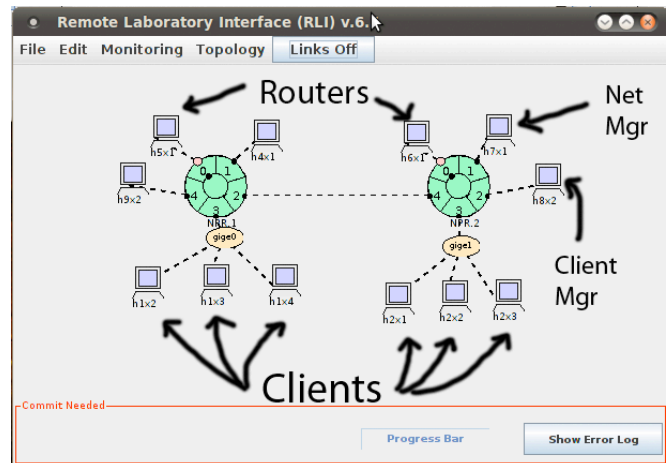 Remote Laboratory Interface (RLI) v.6.
File Edit Monitoring Topology Links Off
Routers
Net
Mgr
h5x1
h4x1
h6x1
h7x1
0 1 2 3 4
0 1 2 3 4
h9x2
h8x2
NPR.1
NPR.2
gige0
gige1
Client
Mgr
h1x2
h1x3
h1x4
h2x1
h2x2
h2x3
Clients
Commit Needed
Progress Bar
Show Error Log